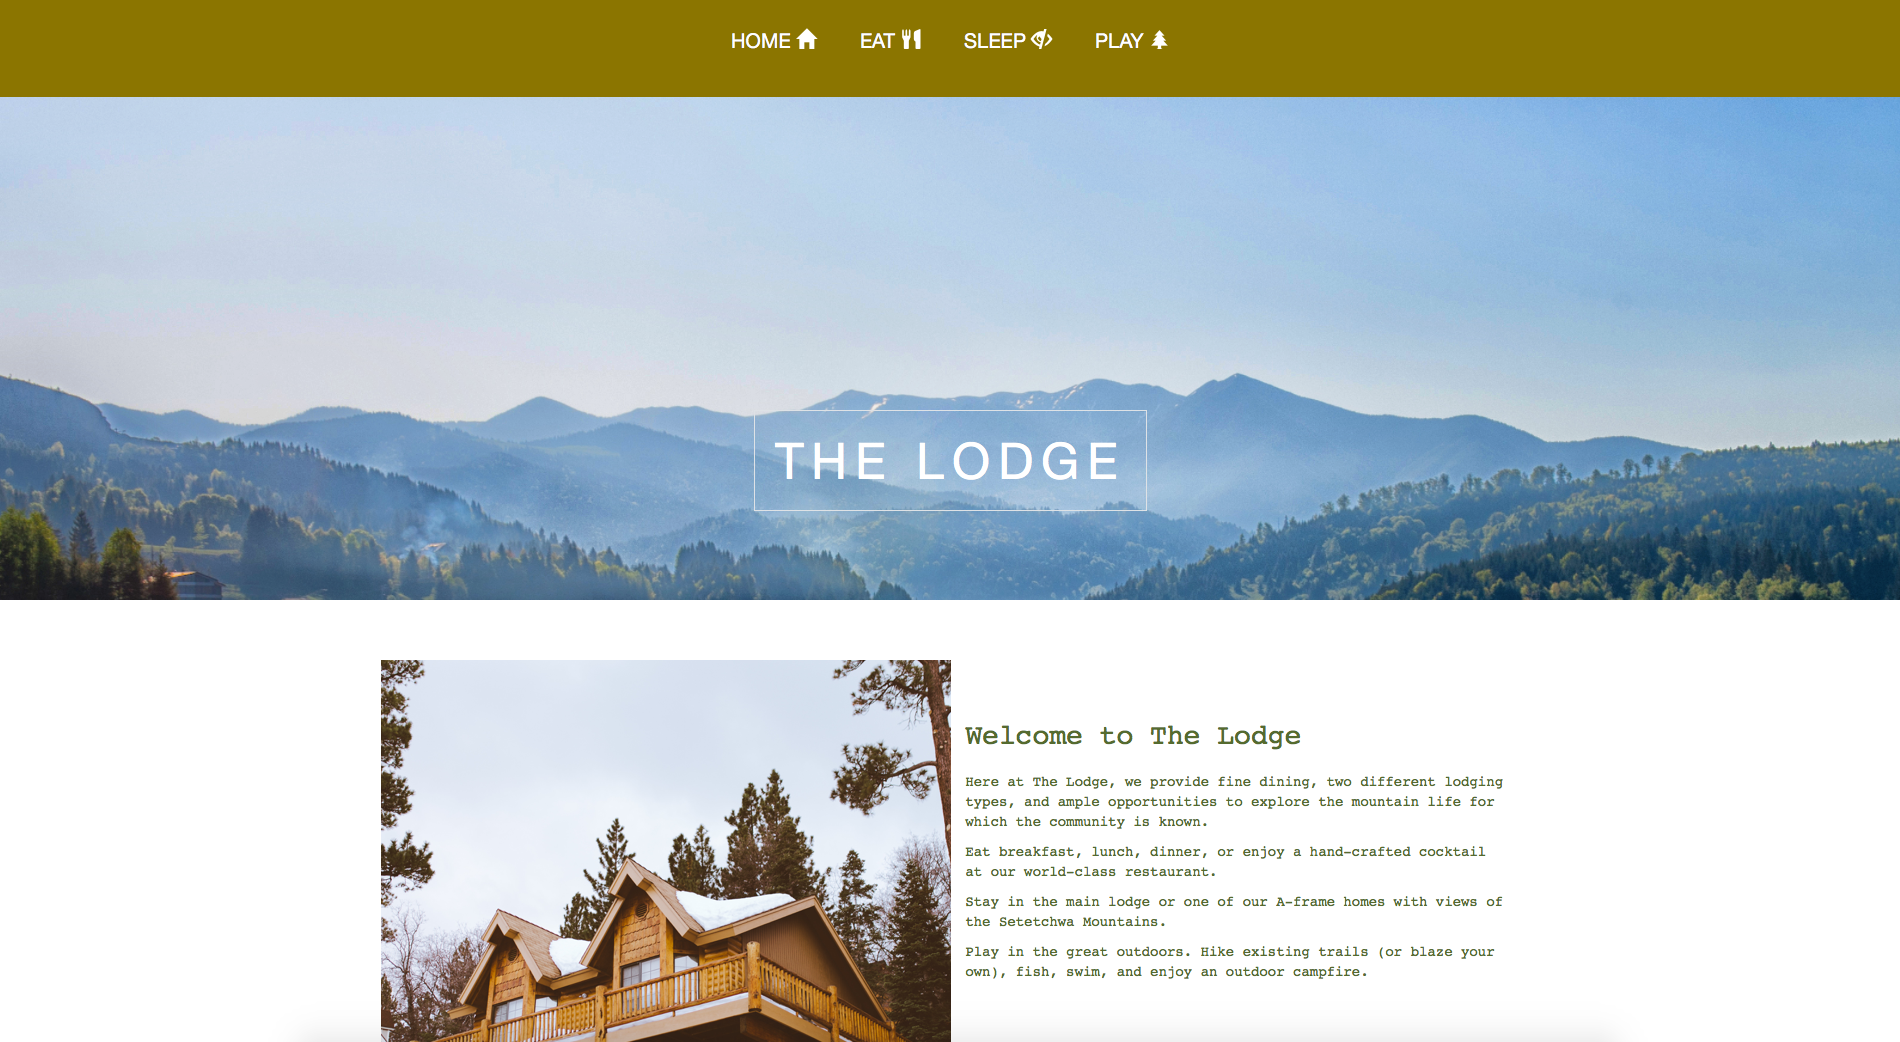 HOME EAT SLEEP PLAY
THE LODGE
Welcome to The Lodge
Here at The Lodge, we provide fine dining, two different lodging
types, and ample opportunities to explore the mountain life for
which the community is known.
Eat breakfast, lunch, dinner, or enjoy a hand-crafted cocktail
at our world-class restaurant.
Stay in the main lodge or one of our A-frame homes with views of
the Setetchwa Mountains.
Play in the great outdoors. Hike existing trails (or blaze your
own), fish, swim, and enjoy an outdoor campfire.